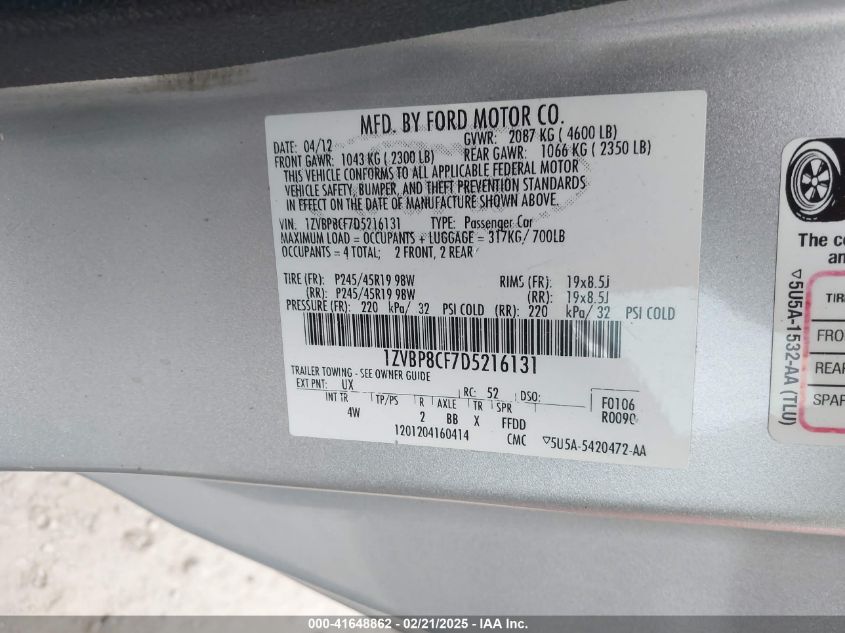 MFD. BY FORD MOTOR CO.
DATE: 04/12 GVWR: 2087 KG ( 4600 LB)
FRONT GAWR: 1043 KG ( 2300 LB) REAR GAWR: 1066 KG ( 2350 LB)
THIS VEHICLE CONFORMS TO ALL APPLICABLE FEDERAL MOTOR
VEHICLE SAFETY, BUMPER, AND THEFT PREVENTION STANDARDS
IN EFFECT ON THE DATE OF MANUFACTURE SHOWN ABOVE.
VIN: 1ZVBP8CF7D5216131 TYPE: Passenger Car
MAXIMUM LOAD = OCCUPANTS + LUGGAGE = 317KG/700LB
OCCUPANTS = 4 TOTAL; 2 FRONT, 2 REAR
TIRE (FR): P245/45R19 98W RIMS (FR): 19x8.5J
(RR): P245/45R19 98W (RR): 19x8.5J
PRESSURE (FR): 220 kPa/ 32 PSI COLD (RR): 220 kPa/ 32 PSI COLD
1ZVBP8CF7D5216131
TRAILER TOWING - SEE OWNER GUIDE
EXT PNT: UX RC: 52 DSO:
INT TR TP/PS R AXLE TR SPR F0106
4W 2 BB X FFDD R0090
1201204160414 CMC ▽5U5A-5420472-AA
The co
an
▽5U5A-1532-AA (TLU)
TIR
FRO
REAR
SPAR
000-41648862 - 02/21/2025 - IAA Inc.